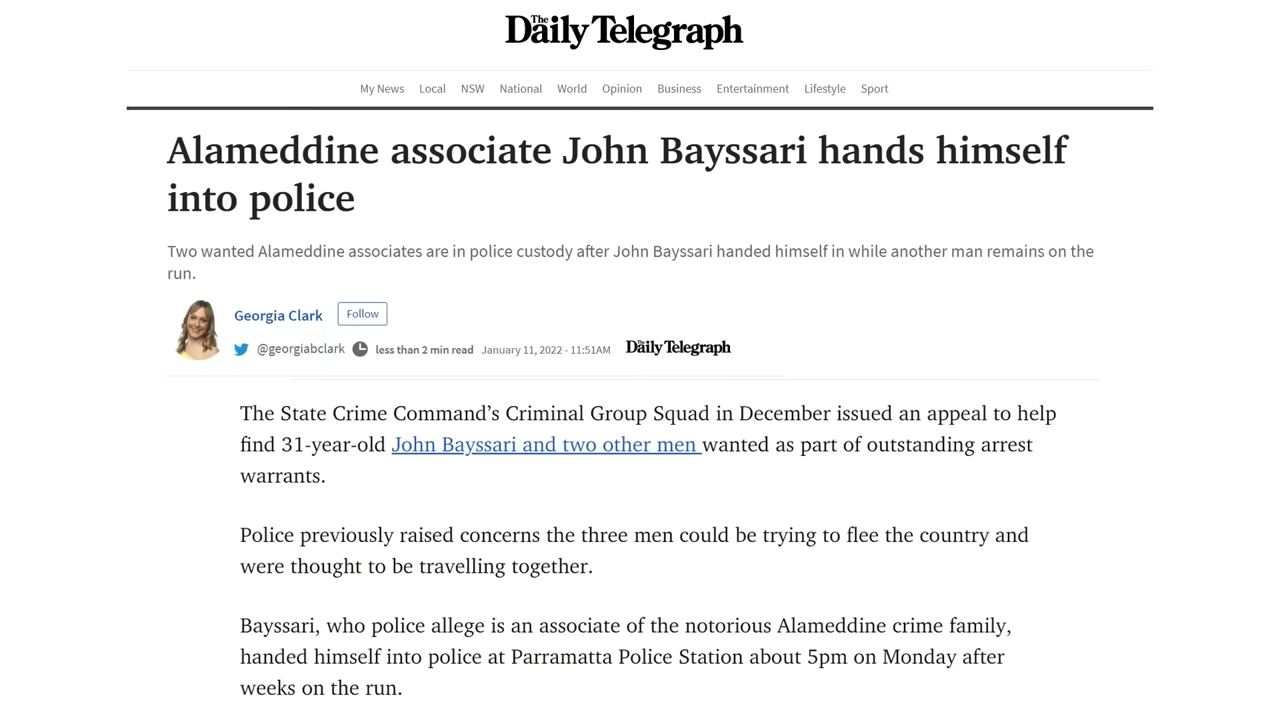 The Daily Telegraph
My News Local NSW National World Opinion Business Entertainment Lifestyle Sport
Alameddine associate John Bayssari hands himself
into police
Two wanted Alameddine associates are in police custody after John Bayssari handed himself in while another man remains on the
run.
Georgia Clark Follow
@georgiabclark less than 2 min read January 11, 2022 - 11:51AM The Daily Telegraph
The State Crime Command’s Criminal Group Squad in December issued an appeal to help
find 31-year-old John Bayssari and two other men wanted as part of outstanding arrest
warrants.
Police previously raised concerns the three men could be trying to flee the country and
were thought to be travelling together.
Bayssari, who police allege is an associate of the notorious Alameddine crime family,
handed himself into police at Parramatta Police Station about 5pm on Monday after
weeks on the run.